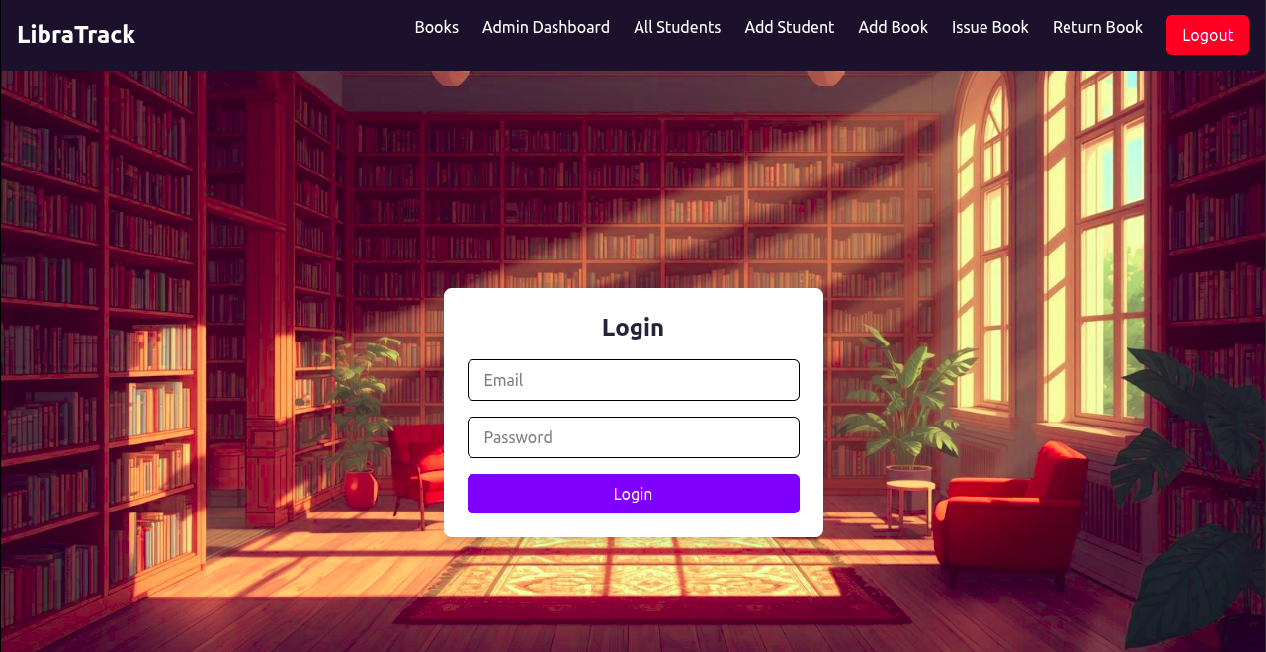 LibraTrack
Books Admin Dashboard All Students Add Student Add Book Issue Book Return Book Logout
Login
Email
Password
Login